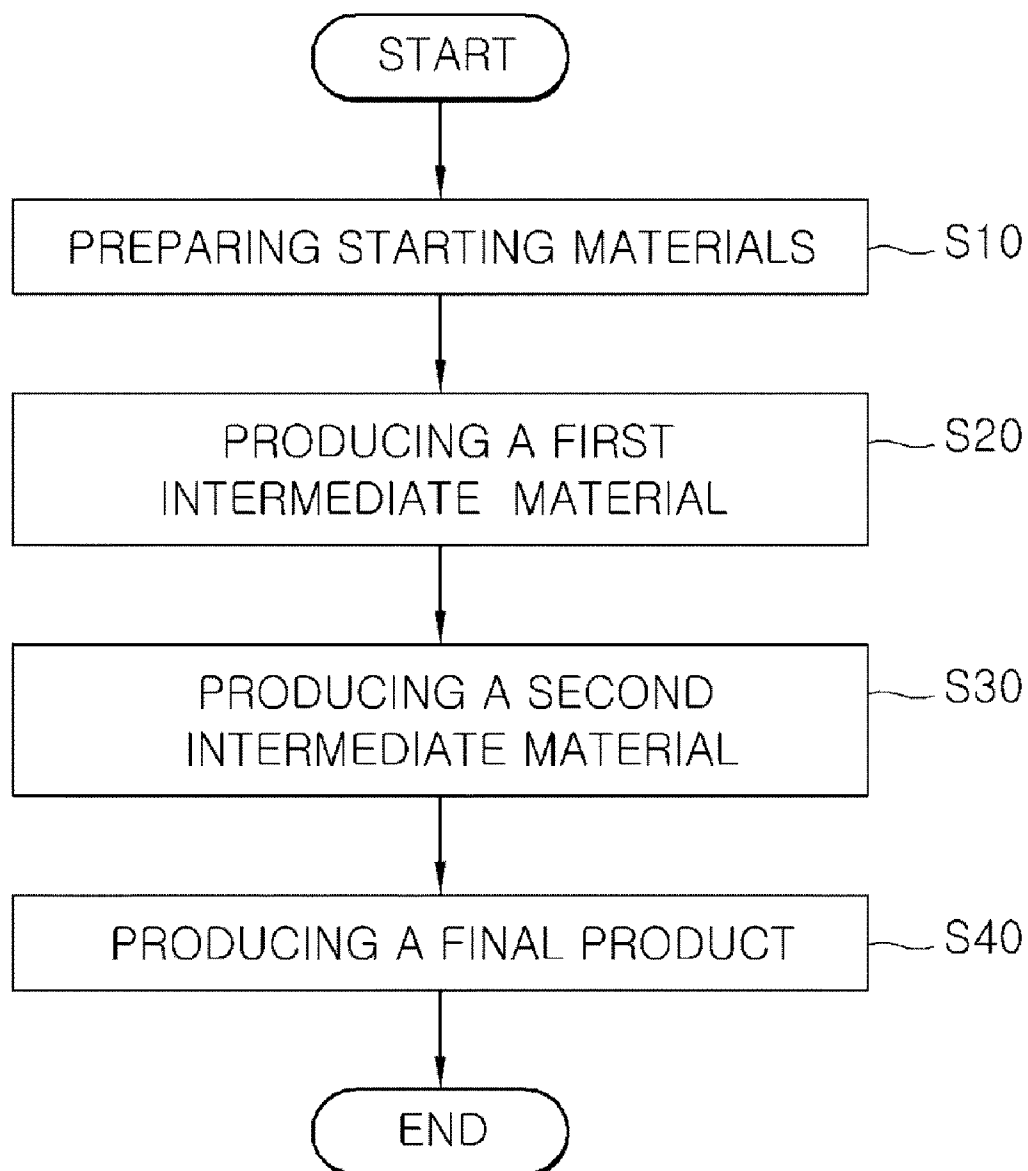 START
PREPARING STARTING MATERIALS
S10
PRODUCING A FIRST
INTERMEDIATE MATERIAL
S20
PRODUCING A SECOND
INTERMEDIATE MATERIAL
S30
PRODUCING A FINAL PRODUCT
S40
END